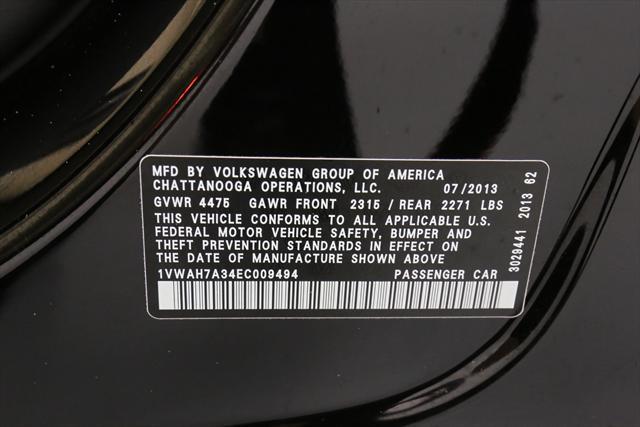 MFD BY VOLKSWAGEN GROUP OF AMERICA
CHATTANOOGA OPERATIONS, LLC. 07/2013
GVWR 4475 GAWR FRONT 2315 / REAR 2271 LBS
THIS VEHICLE CONFORMS TO ALL APPLICABLE U.S.
FEDERAL MOTOR VEHICLE SAFETY, BUMPER AND
THEFT PREVENTION STANDARDS IN EFFECT ON
THE DATE OF MANUFACTURE SHOWN ABOVE
1VWAH7A34EC009494 PASSENGER CAR
3029441 2013 62